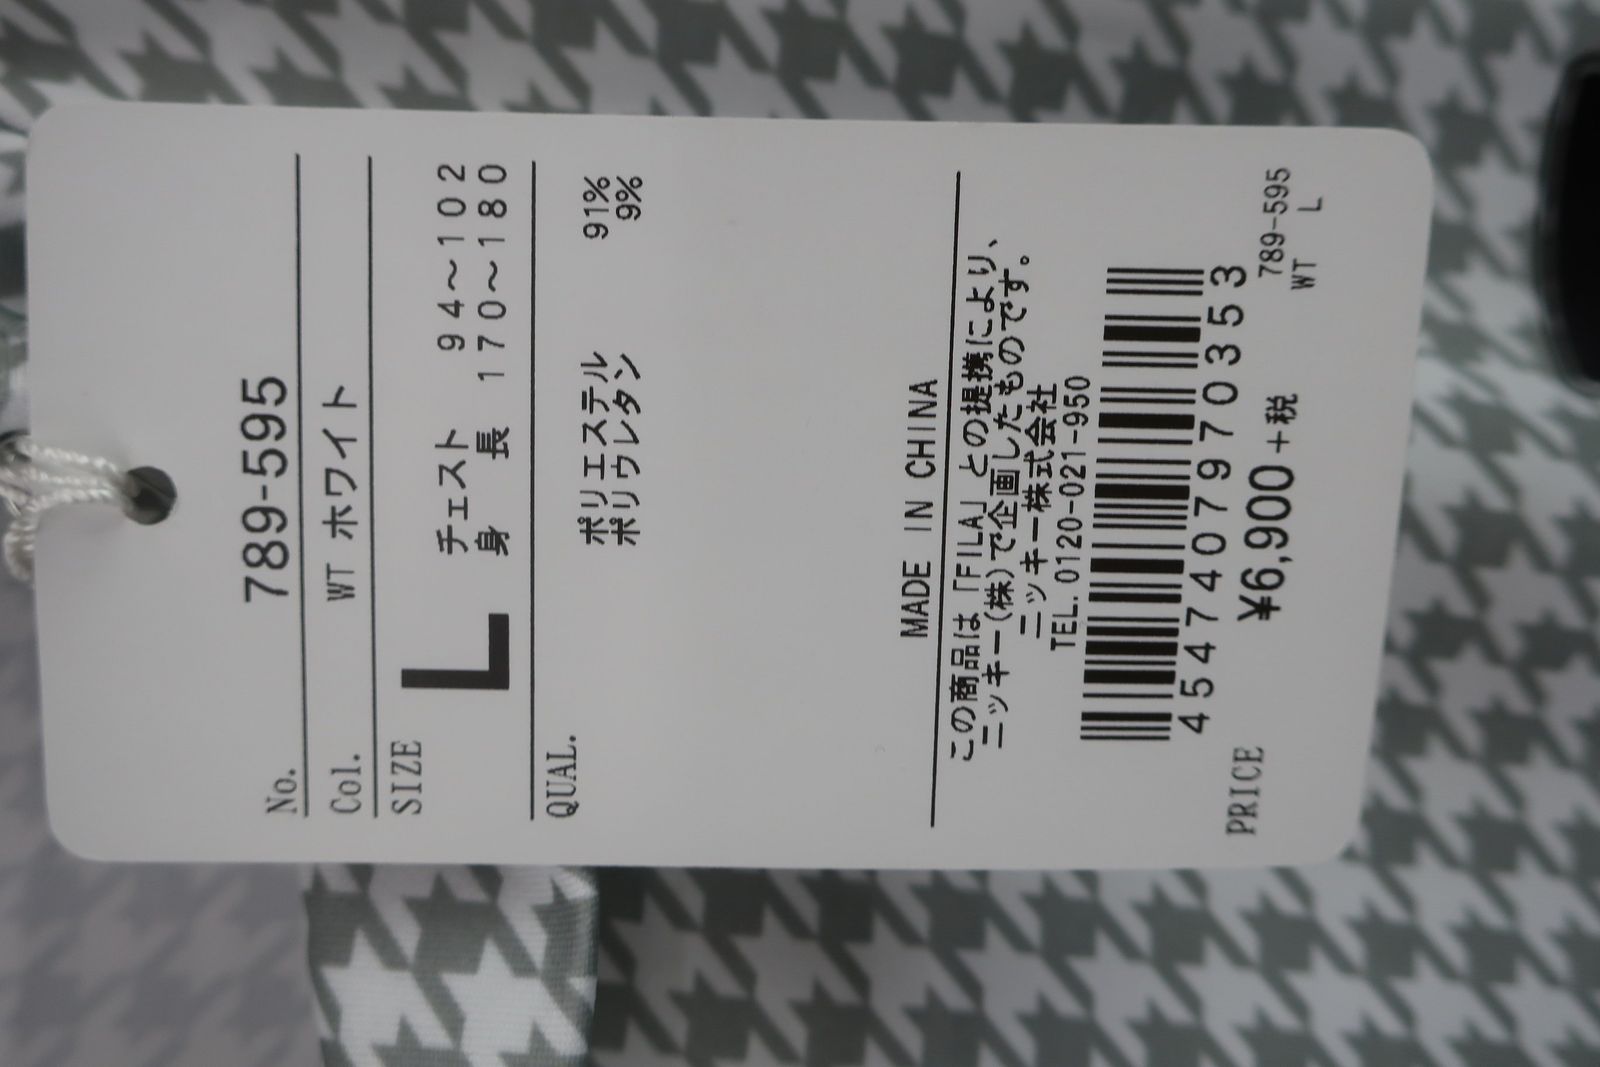 No. 789-595
Col. WT ホワイト
SIZE L チェスト 94～102
身 長 170～180
QUAL. ポリエステル 91%
ポリウレタン 9%
MADE IN CHINA
この商品は「FILA」との提携により、
ニッキー(株)で企画したものです。
ニッキー株式会社
TEL. 0120-021-950
4547407970353
789-595
WT L
PRICE ¥6,900+税